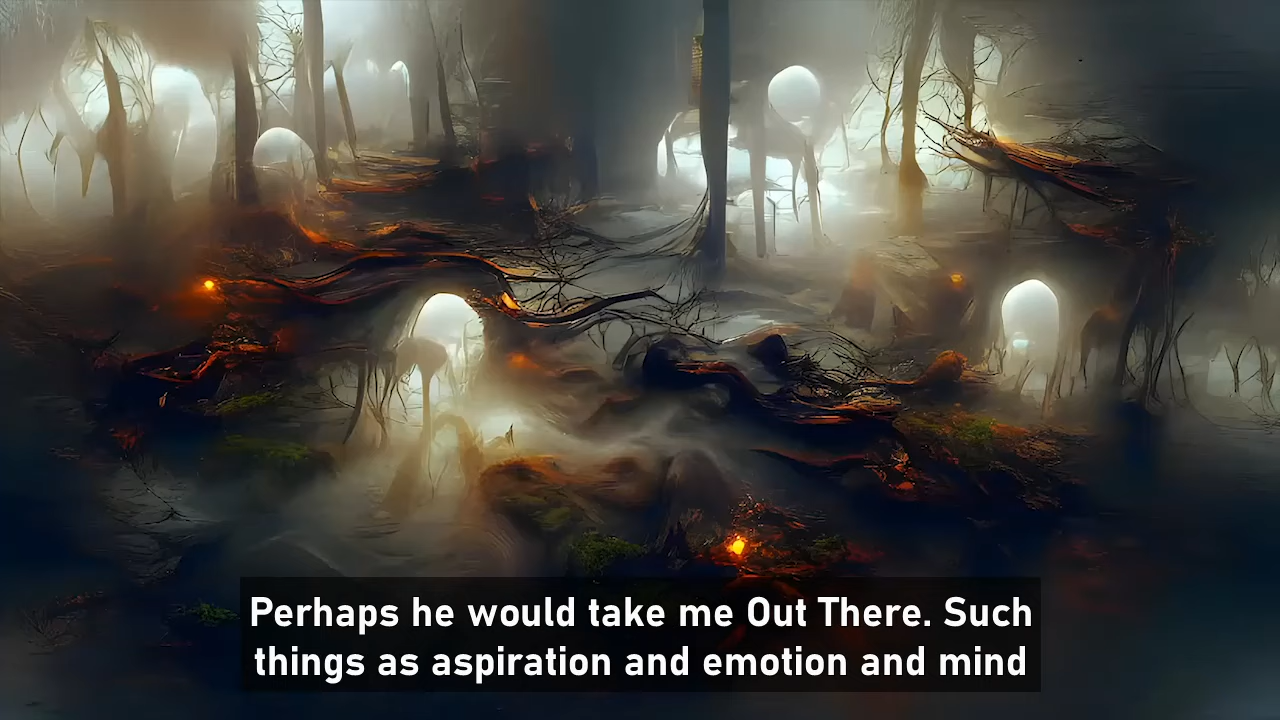 Perhaps he would take me Out There. Such
things as aspiration and emotion and mind